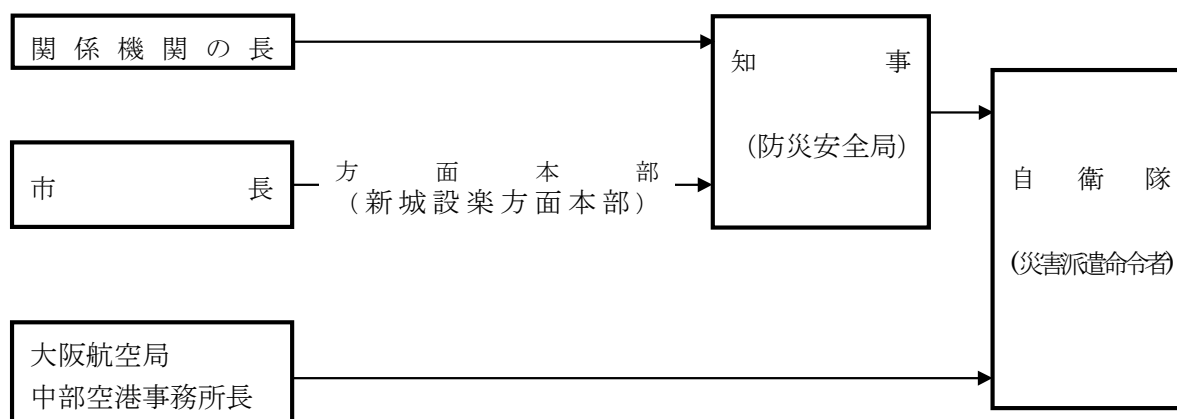 関係機関の長
知事
(防災安全局)
市長
方面本部
(新城設楽方面本部)
自衛隊
(災害派遣命令者)
大阪航空局
中部空港事務所長